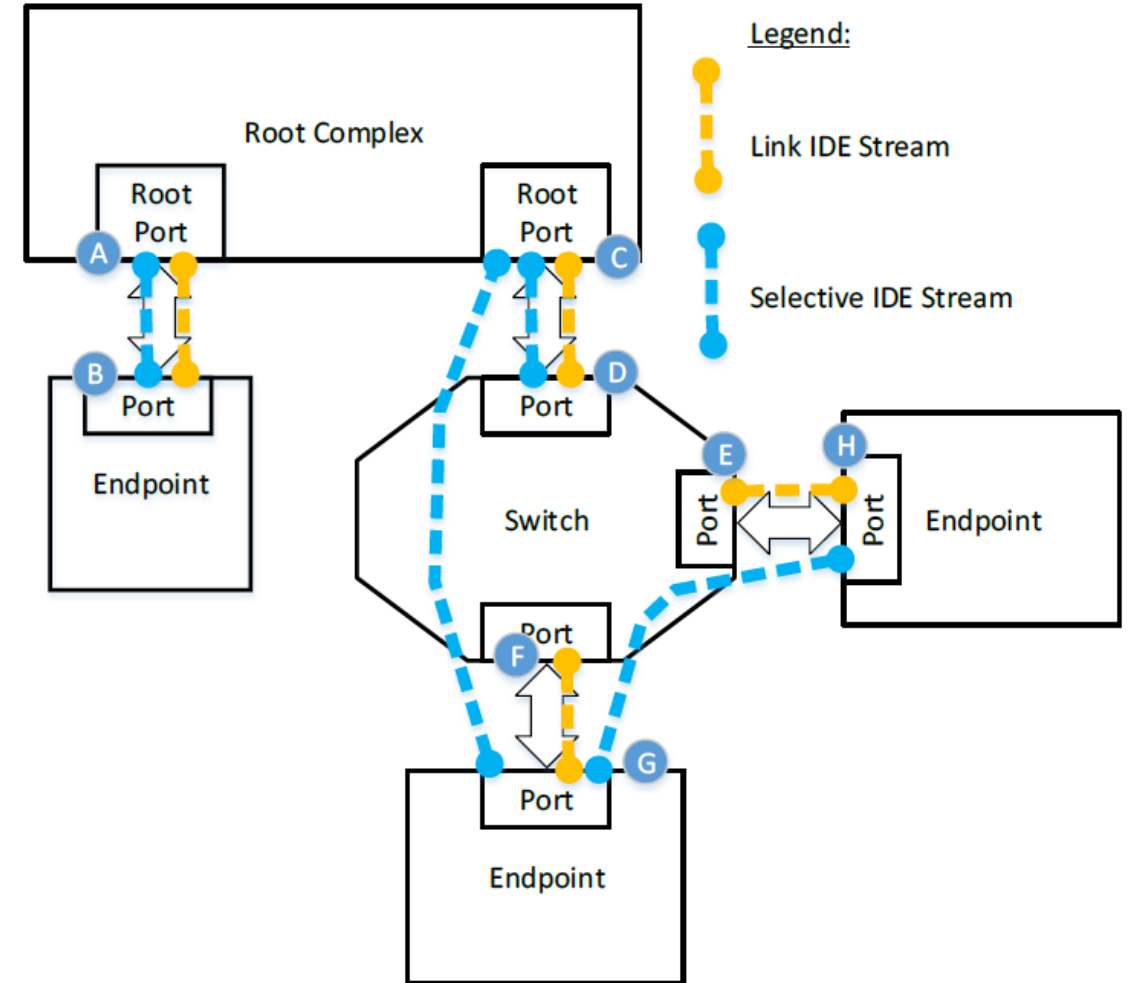 Legend:
Link IDE Stream
Selective IDE Stream
Root Complex
Root
Port
A
Root
Port
C
B
Port
Endpoint
D
Port
E
Port
Switch
H
Port
Endpoint
Port
F
G
Port
Endpoint